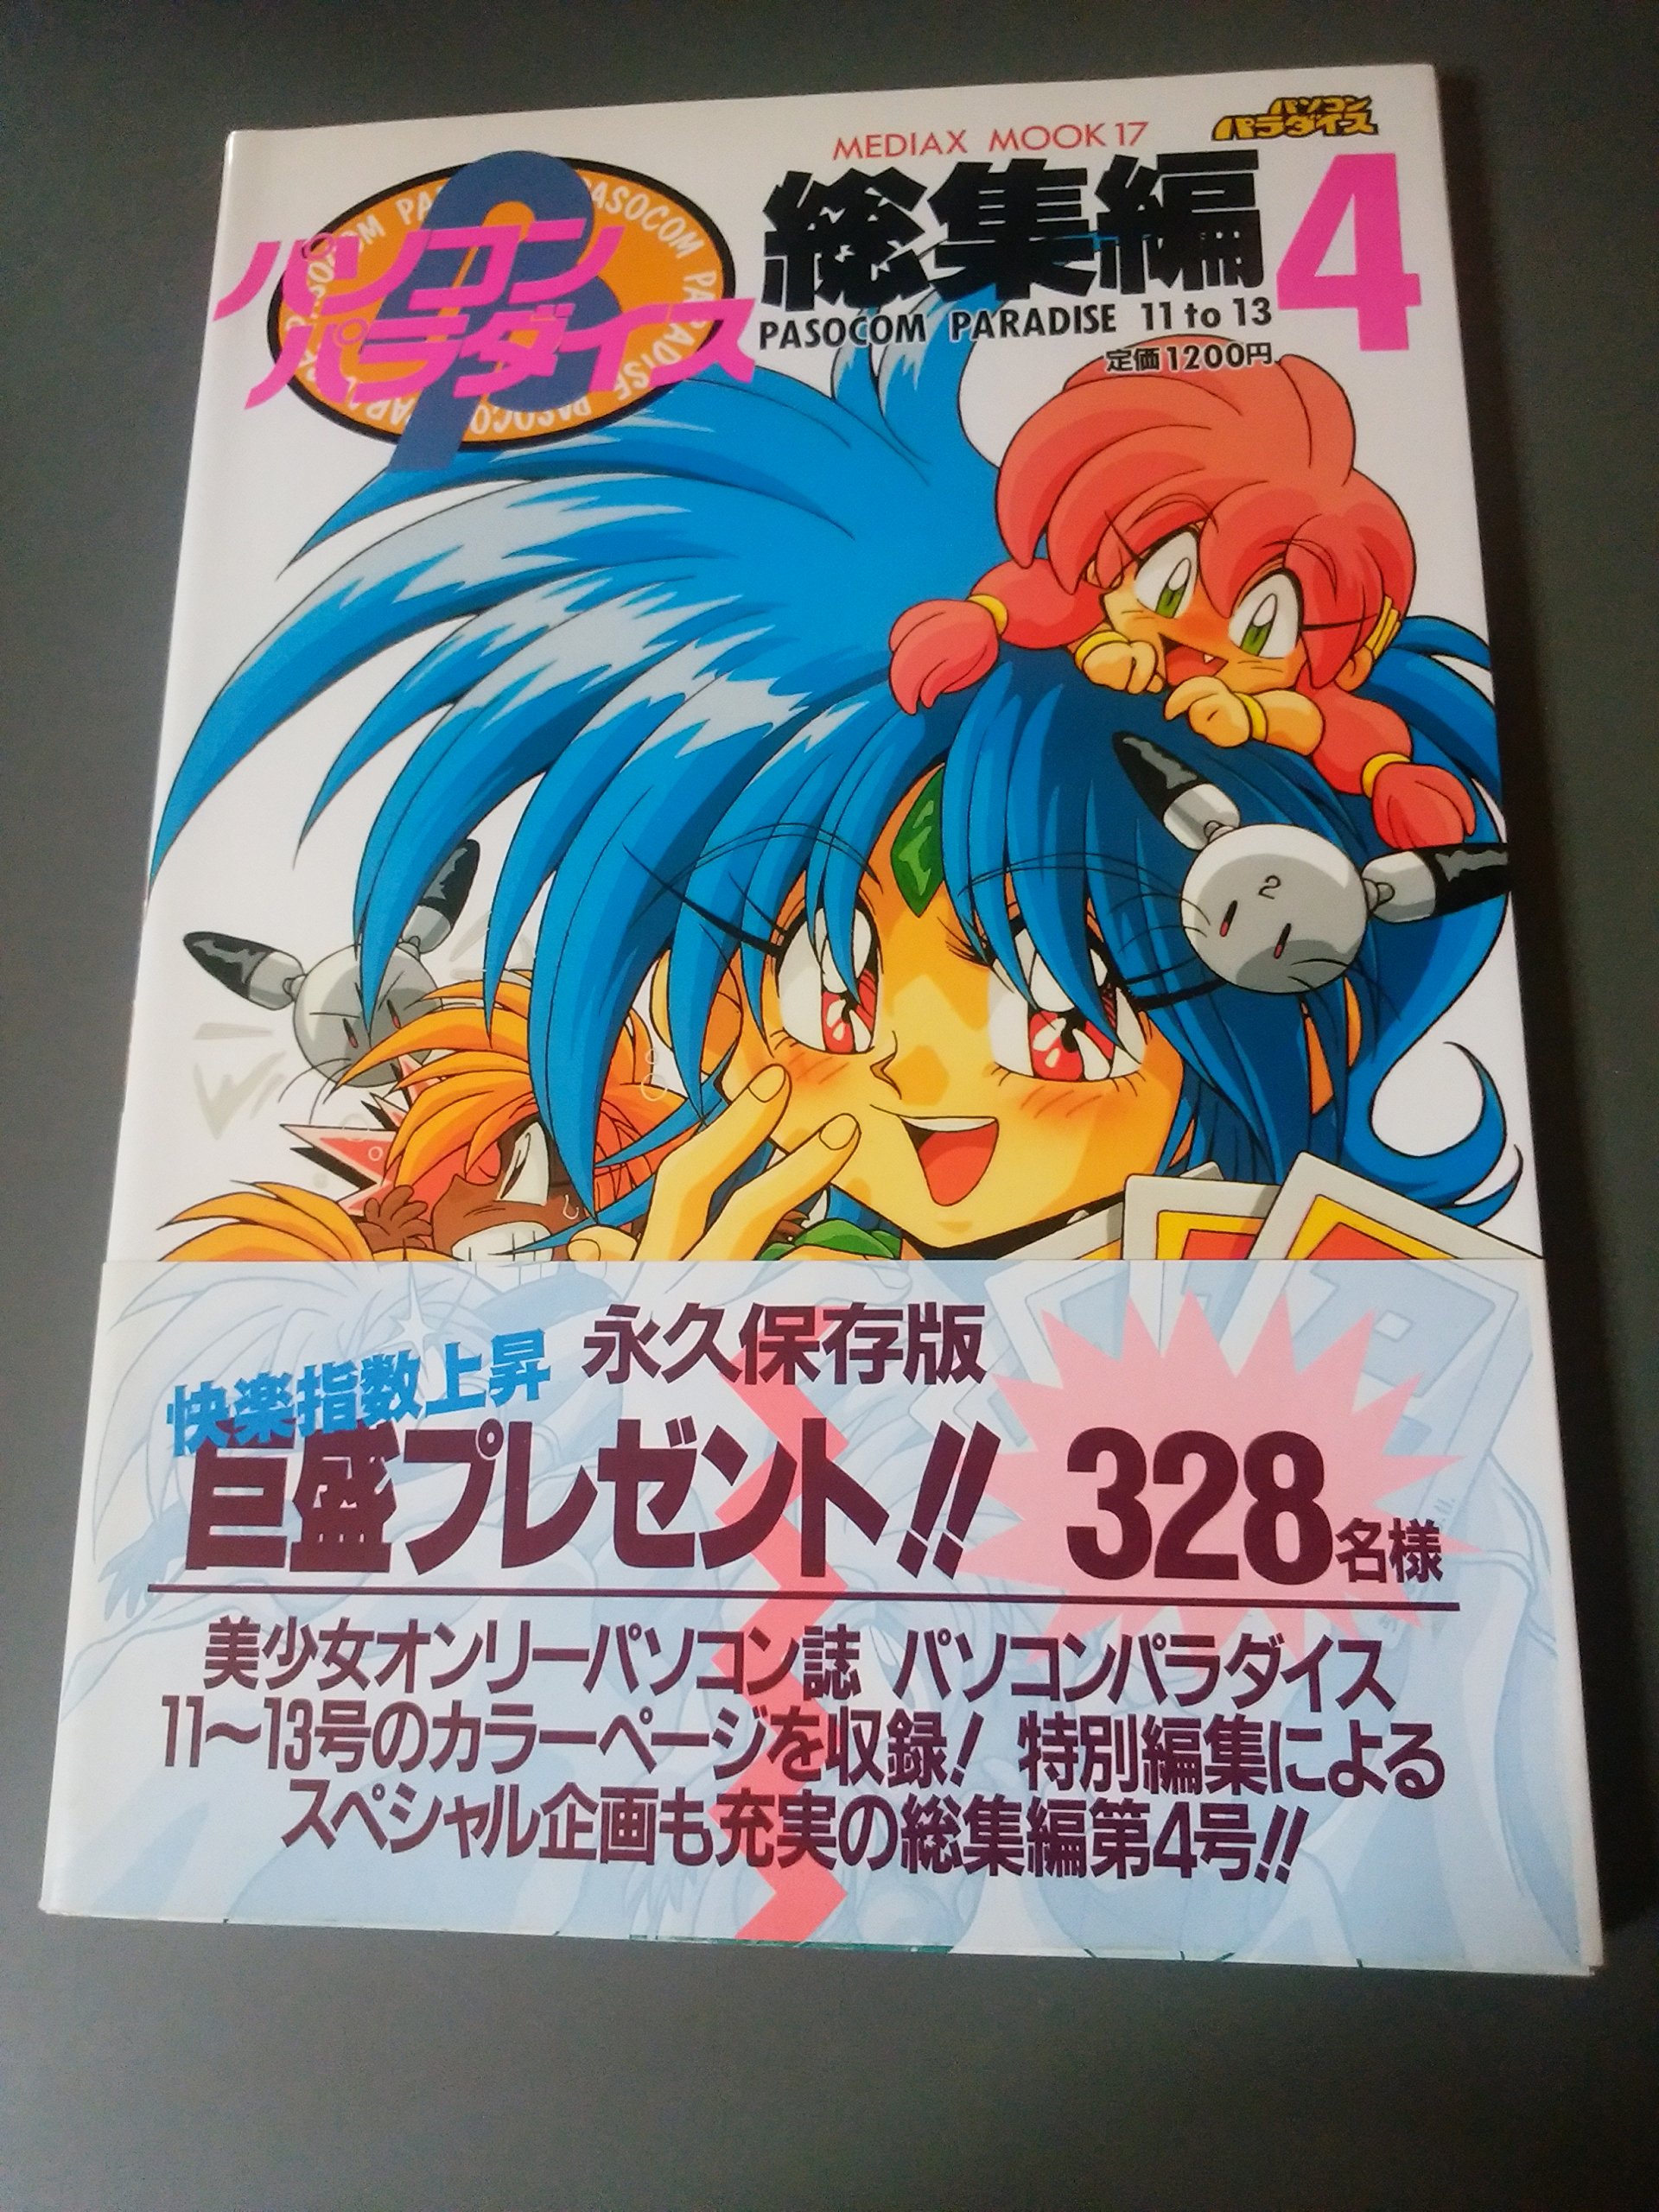 MEDIAX MOOK 17
パソコン
パラダイス
パソコン
パラダイス
総集編 4
PASOCOM PARADISE 11 to 13
定価1200円
2
永久保存版
快楽指数上昇
巨盛プレゼント!! 328名様
美少女オンリーパソコン誌 パソコンパラダイス
11〜13号のカラーページを収録! 特別編集による
スペシャル企画も充実の総集編第4号!!